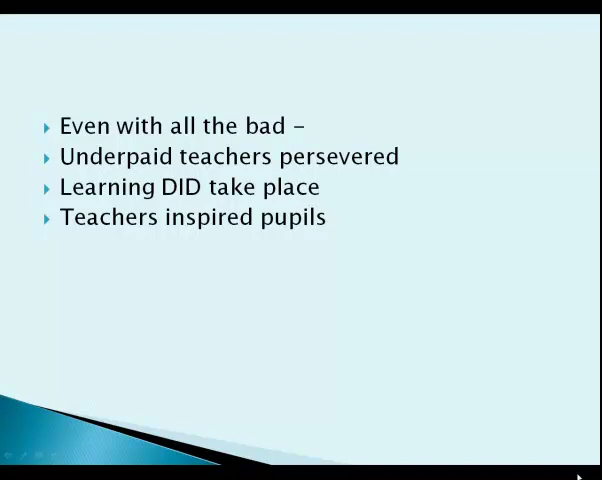 Even with all the bad –
Underpaid teachers persevered
Learning DID take place
Teachers inspired pupils